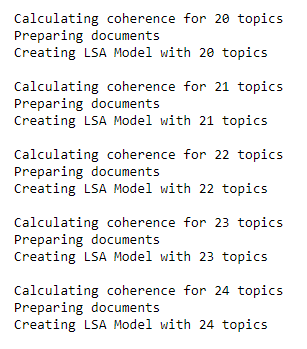 Calculating coherence for 20 topics
Preparing documents
Creating LSA Model with 20 topics
Calculating coherence for 21 topics
Preparing documents
Creating LSA Model with 21 topics
Calculating coherence for 22 topics
Preparing documents
Creating LSA Model with 22 topics
Calculating coherence for 23 topics
Preparing documents
Creating LSA Model with 23 topics
Calculating coherence for 24 topics
Preparing documents
Creating LSA Model with 24 topics